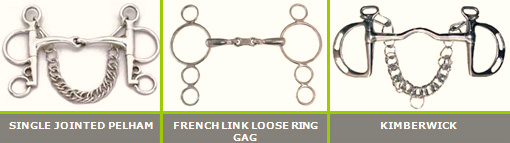 SINGLE JOINTED PELHAM
FRENCH LINK LOOSE RING
GAG
KIMBERWICK